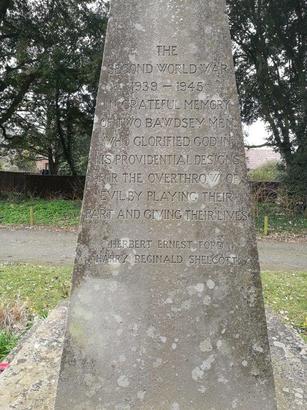 THE
SECOND WORLD WAR
1939 — 1945
IN GRATEFUL MEMORY
OF TWO BAWDSEY MEN
WHO GLORIFIED GOD IN
HIS PROVIDENTIAL DESIGNS
FOR THE OVERTHROW OF
EVIL BY PLAYING THEIR
PART AND GIVING THEIR LIVES
HERBERT ERNEST FORD
HARRY REGINALD SHELCOTT